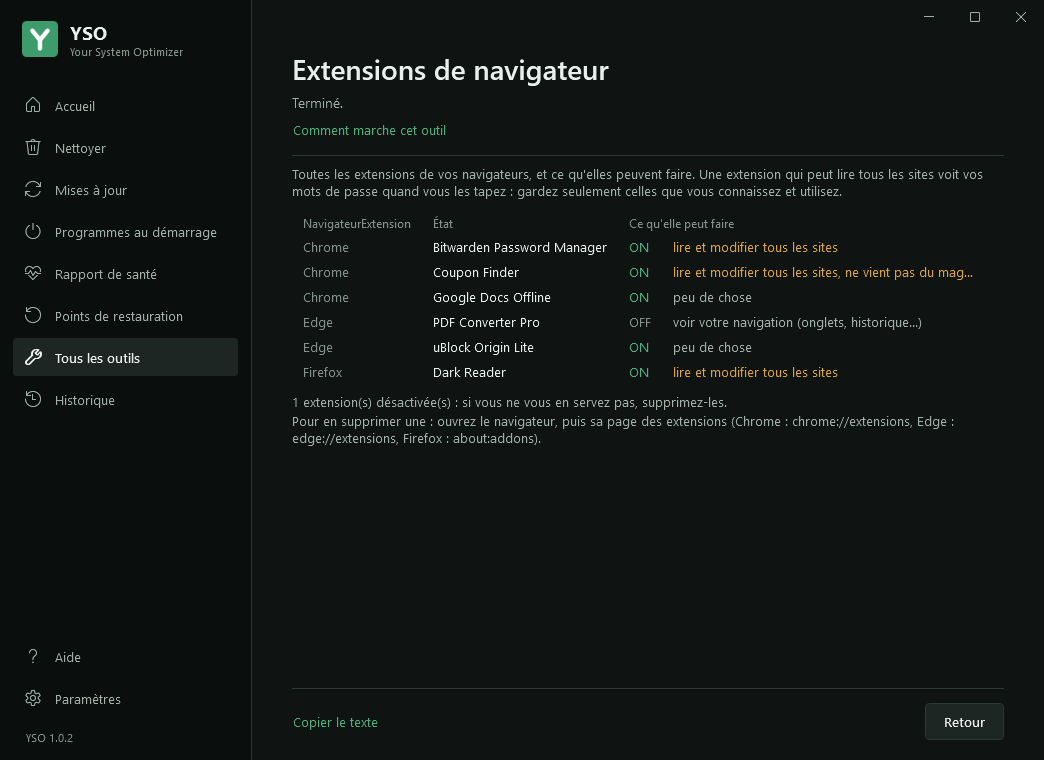 YSO
Your System Optimizer
Accueil
Nettoyer
Mises à jour
Programmes au démarrage
Rapport de santé
Points de restauration
Tous les outils
Historique
Aide
Paramètres
YSO 1.0.2
Extensions de navigateur
Terminé.
Comment marche cet outil
Toutes les extensions de vos navigateurs, et ce qu'elles peuvent faire. Une extension qui peut lire tous les sites voit vos
mots de passe quand vous les tapez : gardez seulement celles que vous connaissez et utilisez.
NavigateurExtension État Ce qu'elle peut faire
Chrome Bitwarden Password Manager ON lire et modifier tous les sites
Chrome Coupon Finder ON lire et modifier tous les sites, ne vient pas du mag...
Chrome Google Docs Offline ON peu de chose
Edge PDF Converter Pro OFF voir votre navigation (onglets, historique...)
Edge uBlock Origin Lite ON peu de chose
Firefox Dark Reader ON lire et modifier tous les sites
1 extension(s) désactivée(s) : si vous ne vous en servez pas, supprimez-les.
Pour en supprimer une : ouvrez le navigateur, puis sa page des extensions (Chrome : chrome://extensions, Edge :
edge://extensions, Firefox : about:addons).
Copier le texte
Retour